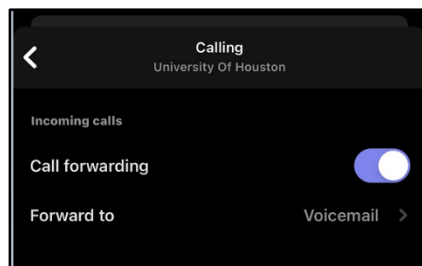 Calling
University Of Houston
Incoming calls
Call forwarding
Forward to Voicemail